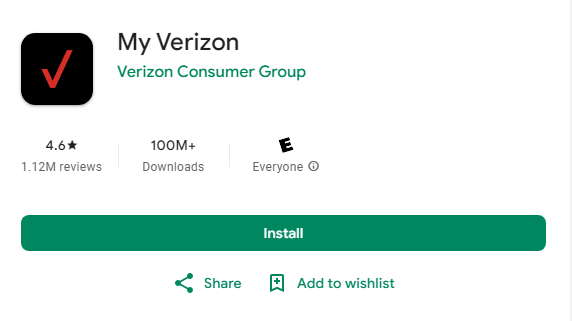 My Verizon
Verizon Consumer Group
4.6★ 100M+ E
1.12M reviews Downloads Everyone
Install
Share Add to wishlist